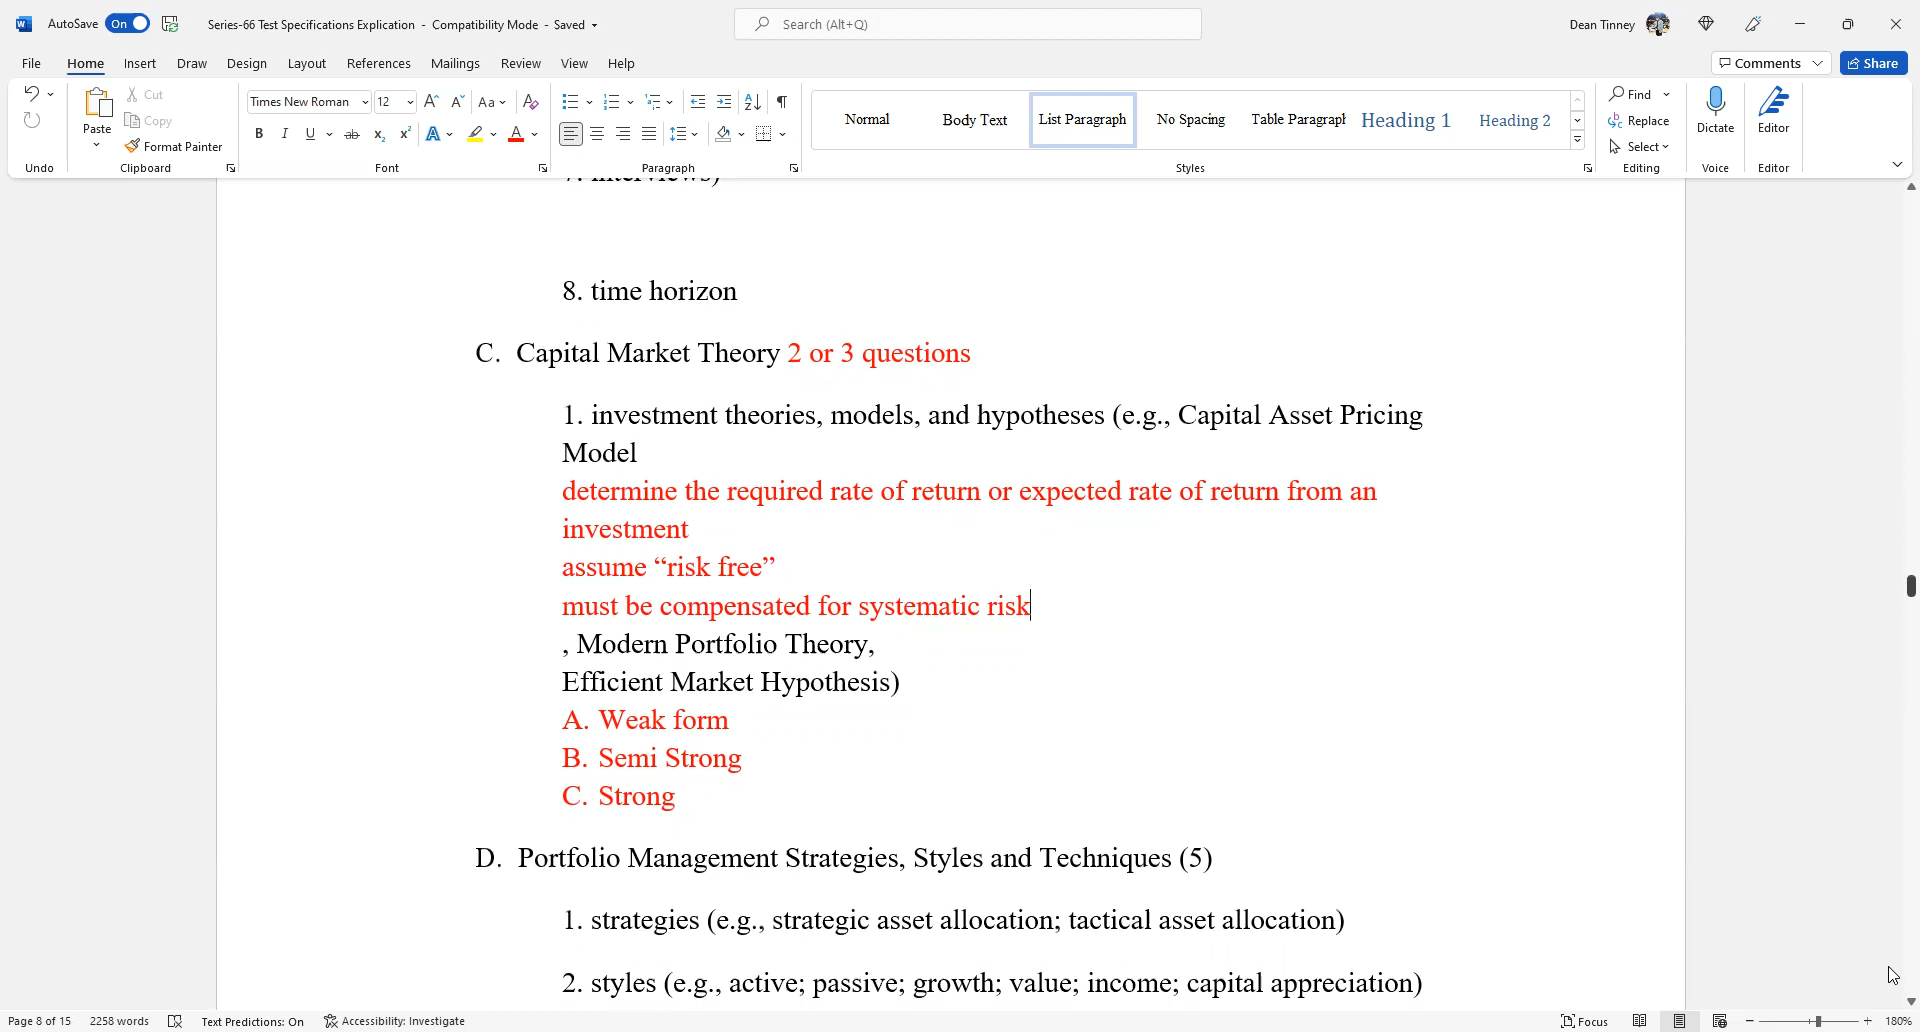 AutoSave On Series-66 Test Specifications Explication - Compatibility Mode - Saved Search (Alt+Q) Dean Tinney
File Home Insert Draw Design Layout References Mailings Review View Help Comments Share
Paste Cut Copy Format Painter
Times New Roman 12 Aa
B I U ab x₂ x² A A
Normal Body Text List Paragraph No Spacing Table Paragraph Heading 1 Heading 2
Find Replace Select Dictate Editor
Undo Clipboard Font Paragraph Styles Editing Voice Editor
7. interviews)
8. time horizon
C. Capital Market Theory 2 or 3 questions
1. investment theories, models, and hypotheses (e.g., Capital Asset Pricing
Model
determine the required rate of return or expected rate of return from an
investment
assume “risk free”
must be compensated for systematic risk
, Modern Portfolio Theory,
Efficient Market Hypothesis)
A. Weak form
B. Semi Strong
C. Strong
D. Portfolio Management Strategies, Styles and Techniques (5)
1. strategies (e.g., strategic asset allocation; tactical asset allocation)
2. styles (e.g., active; passive; growth; value; income; capital appreciation)
Page 8 of 15 2258 words Text Predictions: On Accessibility: Investigate Focus 180%